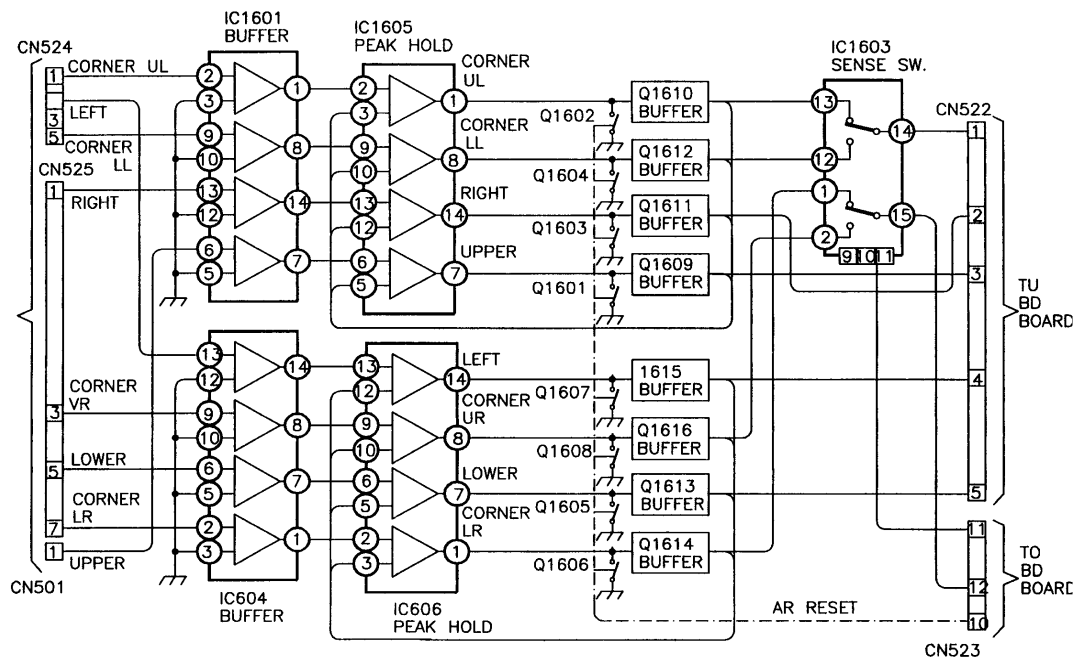 IC1601
BUFFER
IC1605
PEAK HOLD
IC1603
SENSE SW.
CN524
1
CORNER UL
3
LEFT
5
CORNER
LL
CN525
1
RIGHT
3
CORNER
VR
5
LOWER
7
CORNER
LR
1
UPPER
CN501
2
3
1
9
10
8
13
12
14
6
5
7
2
3
1
CORNER
UL
9
10
8
CORNER
LL
13
12
14
RIGHT
6
5
7
UPPER
Q1602
Q1610
BUFFER
Q1604
Q1612
BUFFER
Q1603
Q1611
BUFFER
Q1601
Q1609
BUFFER
13
12
14
1
2
15
9 10 11
CN522
1
2
3
4
5
TU
BD
BOARD
13
12
14
9
10
8
6
5
7
2
3
1
IC604
BUFFER
13
12
14
LEFT
9
10
8
CORNER
UR
6
5
7
LOWER
2
3
1
CORNER
LR
IC606
PEAK HOLD
Q1607
1615
BUFFER
Q1608
Q1616
BUFFER
Q1605
Q1613
BUFFER
Q1606
Q1614
BUFFER
AR RESET
11
12
10
TO
BD
BOARD
CN523